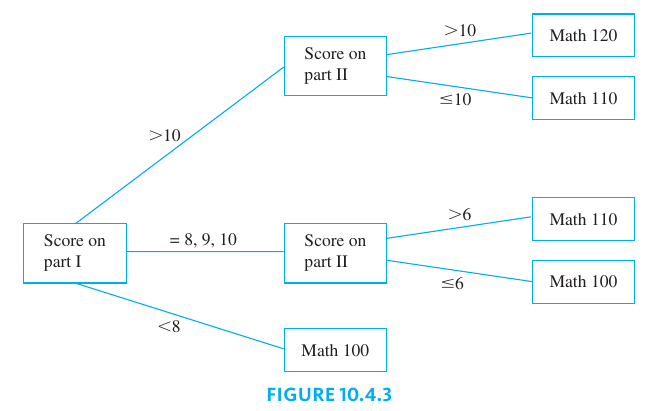 >10
Math 120
Score on
part II
≤10
Math 110
>10
>6
Math 110
Score on
part I
= 8, 9, 10
Score on
part II
≤6
Math 100
<8
Math 100
FIGURE 10.4.3